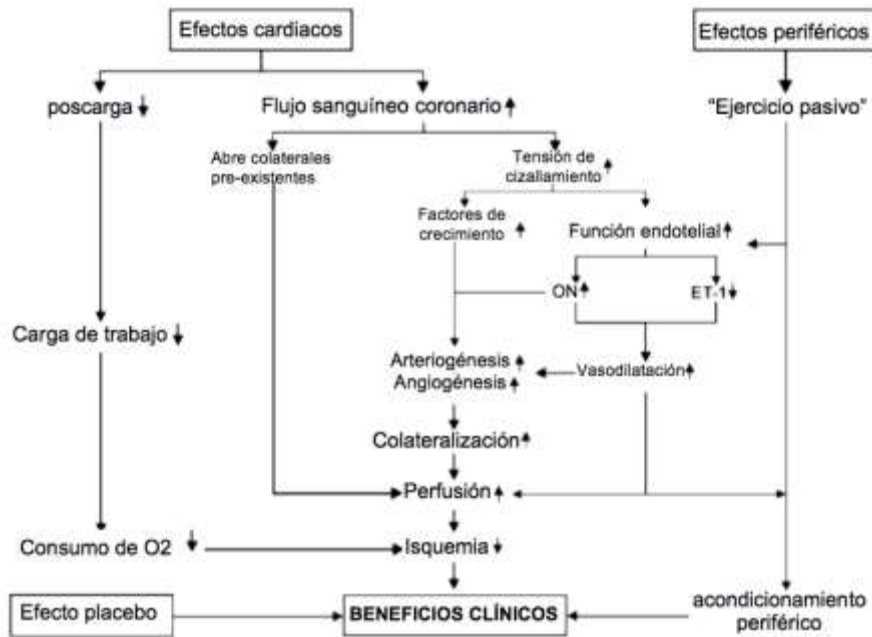 Efectos cardiacos
Efectos periféricos
poscarga
Flujo sanguíneo coronario
"Ejercicio pasivo"
Abre colaterales
pre-existentes
Tensión de
cizallamiento
Factores de
crecimiento
Función endotelial
ON
ET-1
Carga de trabajo
Arteriogénesis
Angiogénesis
Vasodilatación
Colateralización
Perfusión
Consumo de O2
Isquemia
Efecto placebo
BENEFICIOS CLÍNICOS
acondicionamiento
periférico